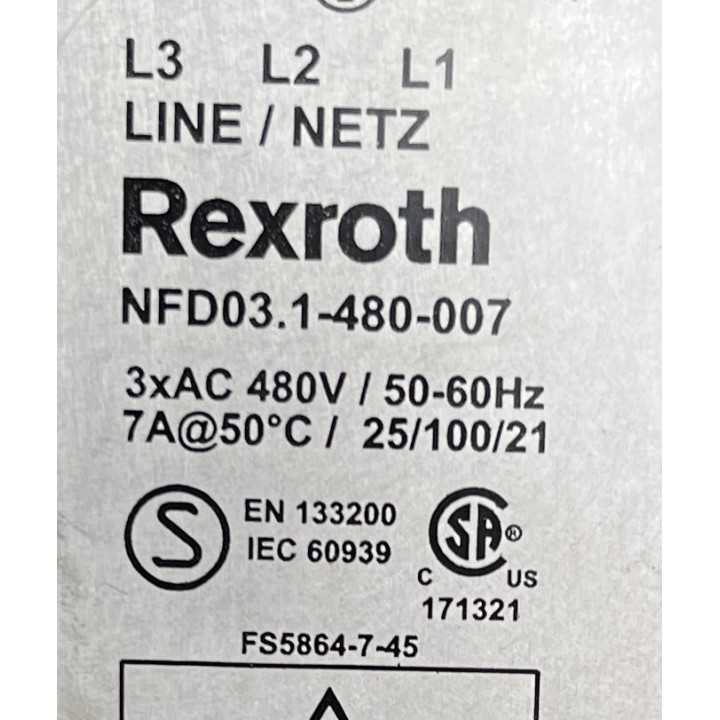 L3 L2 L1
LINE / NETZ
Rexroth
NFD03.1-480-007
3xAC 480V / 50-60Hz
7A@50°C / 25/100/21
S EN 133200
IEC 60939
SA®
C US
171321
FS5864-7-45